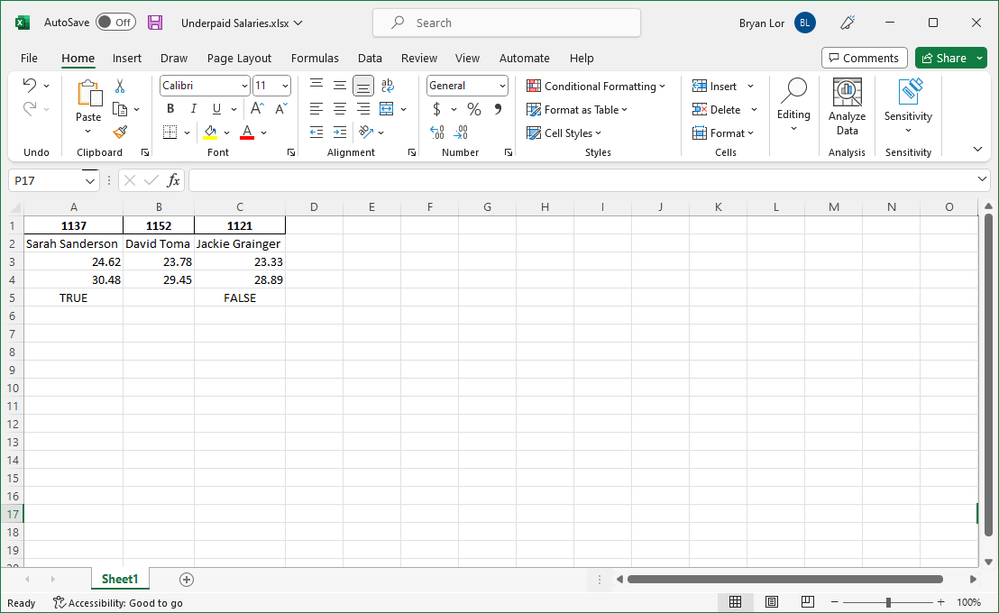 AutoSave Off Underpaid Salaries.xlsx Search Bryan Lor BL
File Home Insert Draw Page Layout Formulas Data Review View Automate Help Comments Share
Calibri 11 ab General Conditional Formatting Insert
Paste B I U A A $ % Format as Table Delete Editing Analyze Data Sensitivity
A .00 .00 Cell Styles Format
Undo Clipboard Font Alignment Number Styles Cells Analysis Sensitivity
P17 fx
A B C D E F G H I J K L M N O
1 1137 1152 1121
2 Sarah Sanderson David Toma Jackie Grainger
3 24.62 23.78 23.33
4 30.48 29.45 28.89
5 TRUE FALSE
6
7
8
9
10
11
12
13
14
15
16
17
18
19
20
Sheet1
Ready Accessibility: Good to go 100%